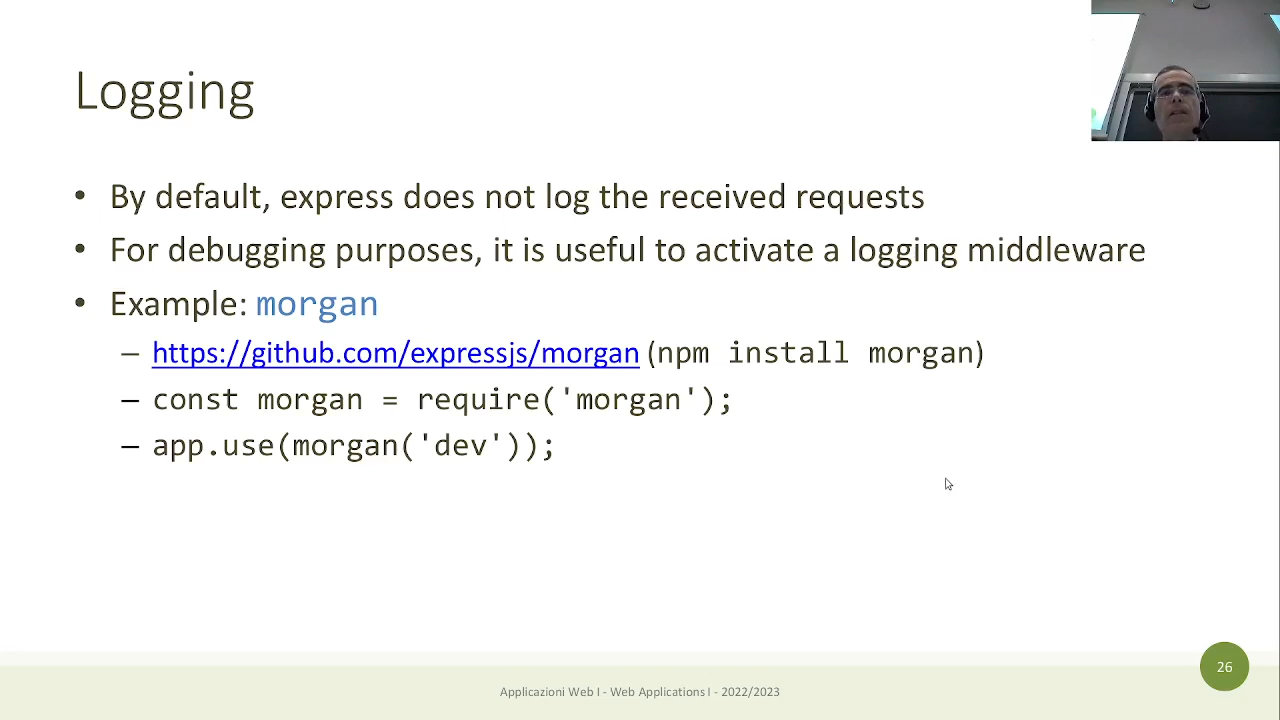 Logging
• By default, express does not log the received requests
• For debugging purposes, it is useful to activate a logging middleware
• Example: morgan
– https://github.com/expressjs/morgan (npm install morgan)
– const morgan = require('morgan');
– app.use(morgan('dev'));
26
Applicazioni Web I - Web Applications I - 2022/2023